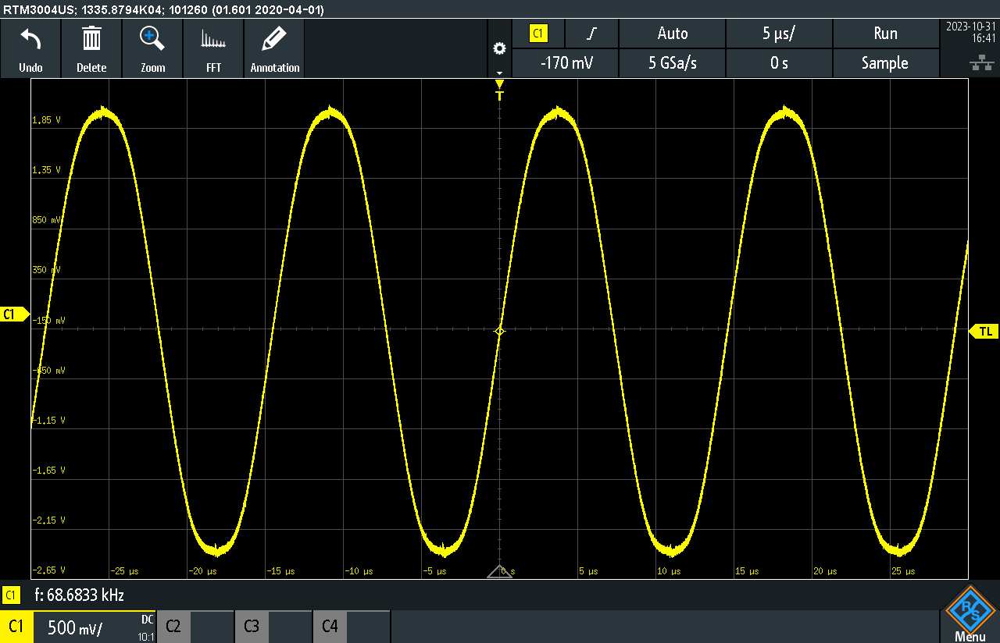 RTM3004US; 1335.8794K04; 101260 (01.601 2020-04-01)
Undo
Delete
Zoom
FFT
Annotation
C1
Auto
5 µs/
Run
2023-10-31
16:41
-170 mV
5 GSa/s
0 s
Sample
T
1.85 V
1.35 V
850 mV
350 mV
C1
-150 mV
TL
-650 mV
-1.15 V
-1.65 V
-2.15 V
-2.65 V
-25 µs
-20 µs
-15 µs
-10 µs
-5 µs
0 s
5 µs
10 µs
15 µs
20 µs
25 µs
C1
f: 68.6833 kHz
C1
500 mV/
DC
10:1
C2
C3
C4
R&S
Menu